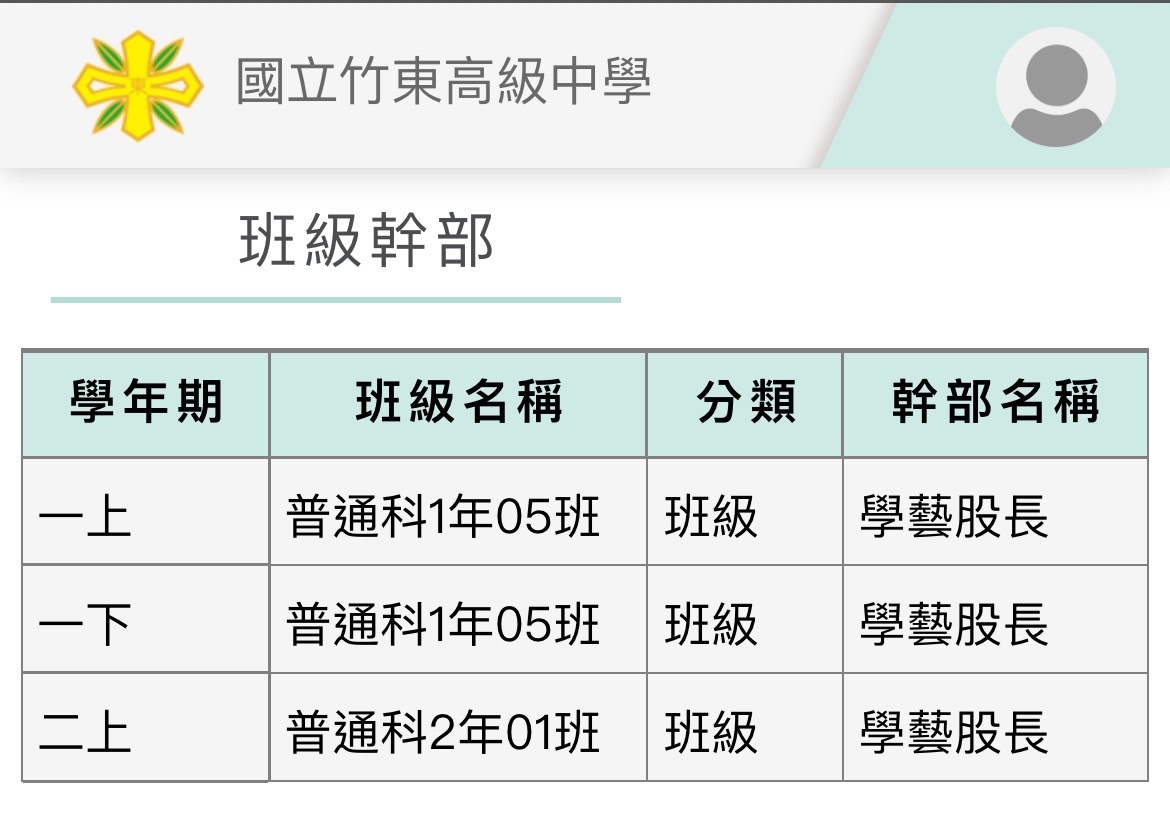 國立竹東高級中學
班級幹部
學年期 班級名稱 分類 幹部名稱
一上 普通科1年05班 班級 學藝股長
一下 普通科1年05班 班級 學藝股長
二上 普通科2年01班 班級 學藝股長